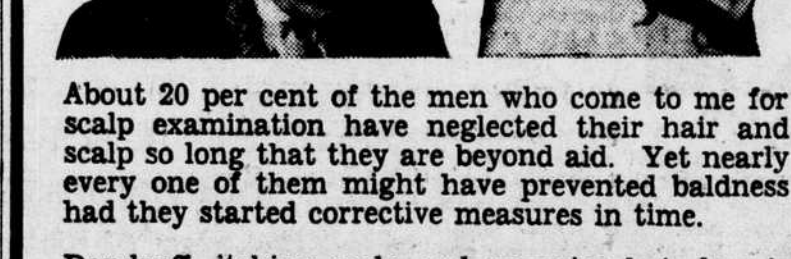 About 20 per cent of the men who come to me for
scalp examination have neglected their hair and
scalp so long that they are beyond aid. Yet nearly
every one of them might have prevented baldness
had they started corrective measures in time.